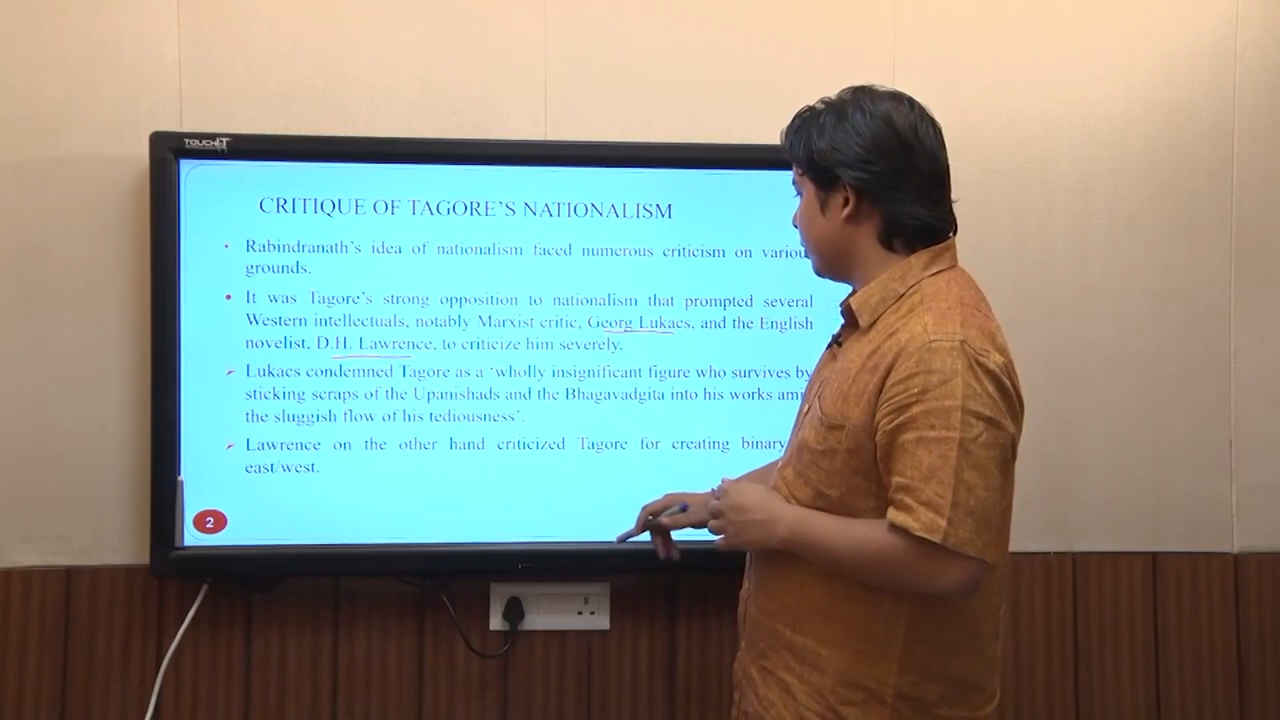 TOUCHIT
CRITIQUE OF TAGORE'S NATIONALISM
• Rabindranath's idea of nationalism faced numerous criticism on
grounds.
• It was Tagore's strong opposition to nationalism that prompted several
Western intellectuals, notably Marxist critic, Georg Lukacs, and the English
novelist, D.H. Lawrence, to criticize him severely.
➢ Lukacs condemned Tagore as a 'wholly insignificant figure who survives by
sticking scraps of the Upanishads and the Bhagavadgita into his works
the sluggish flow of his tediousness'.
➢ Lawrence on the other hand criticized Tagore for creating binary
east/west.
2